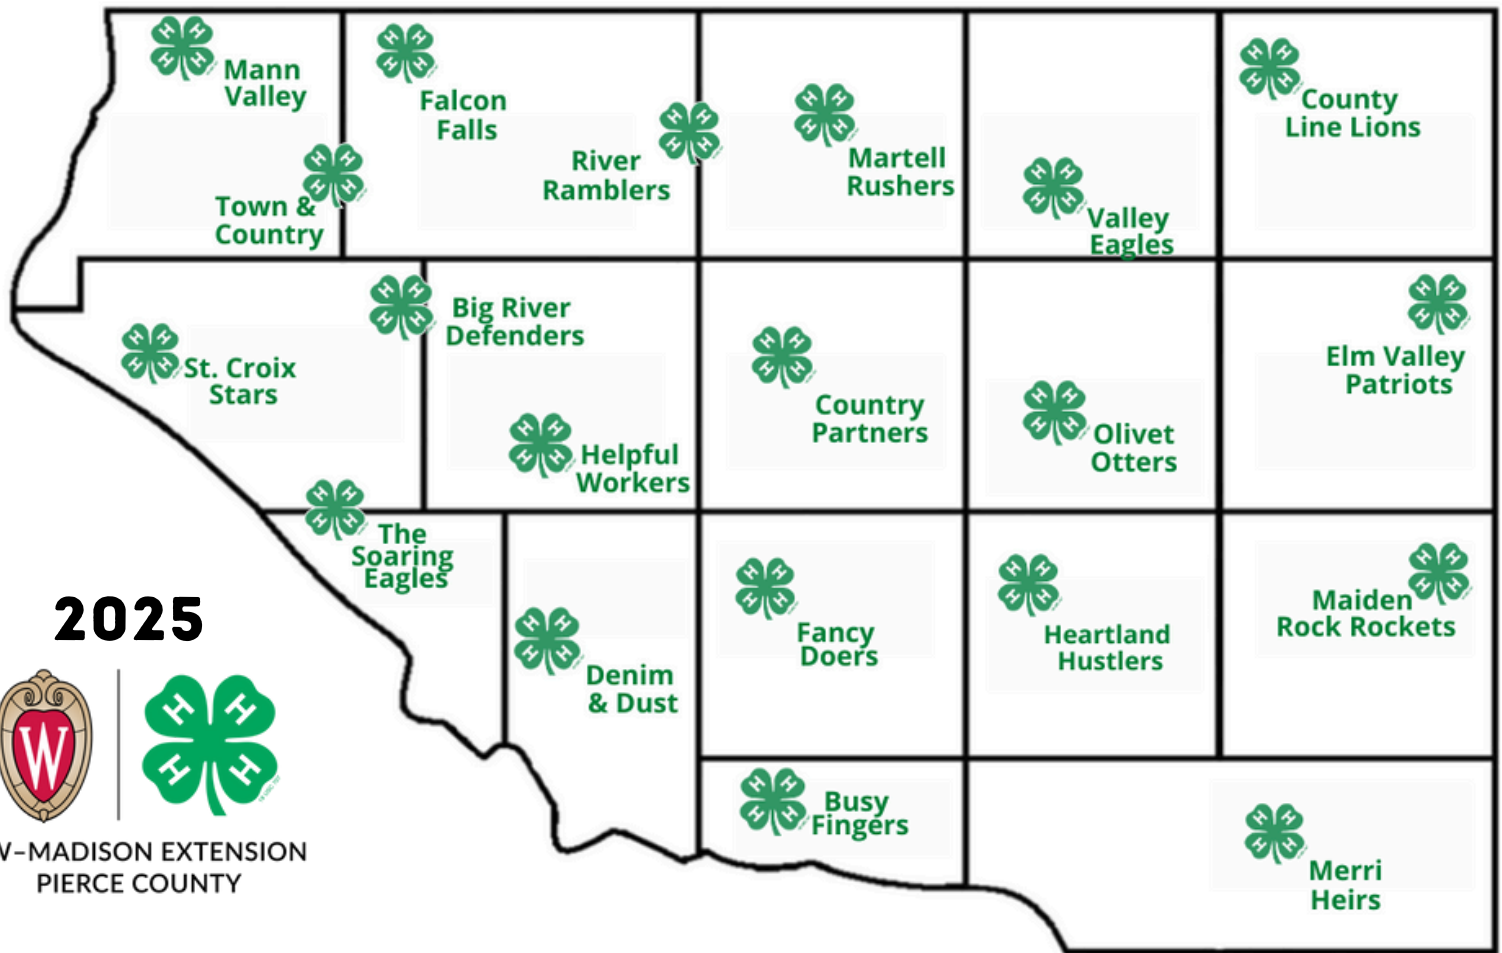 Mann
Valley
Falcon
Falls
River
Ramblers
Martell
Rushers
Valley
Eagles
County
Line Lions
Town &
Country
Big River
Defenders
St. Croix
Stars
Helpful
Workers
Country
Partners
Olivet
Otters
Elm Valley
Patriots
The
Soaring
Eagles
Denim
& Dust
Fancy
Doers
Heartland
Hustlers
Maiden
Rock Rockets
Busy
Fingers
Merri
Heirs
2025
W
H H H H
W-MADISON EXTENSION
PIERCE COUNTY